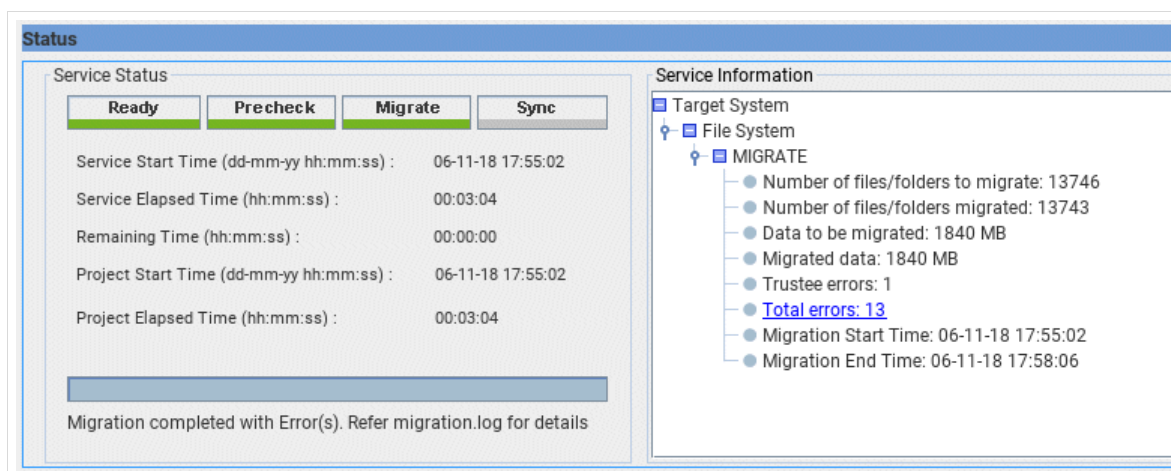 Status
Service Status
Ready Precheck Migrate Sync
Service Start Time (dd-mm-yy hh:mm:ss) : 06-11-18 17:55:02
Service Elapsed Time (hh:mm:ss) : 00:03:04
Remaining Time (hh:mm:ss) : 00:00:00
Project Start Time (dd-mm-yy hh:mm:ss) : 06-11-18 17:55:02
Project Elapsed Time (hh:mm:ss) : 00:03:04
Migration completed with Error(s). Refer migration.log for details
Service Information
Target System
File System
MIGRATE
Number of files/folders to migrate: 13746
Number of files/folders migrated: 13743
Data to be migrated: 1840 MB
Migrated data: 1840 MB
Trustee errors: 1
Total errors: 13
Migration Start Time: 06-11-18 17:55:02
Migration End Time: 06-11-18 17:58:06